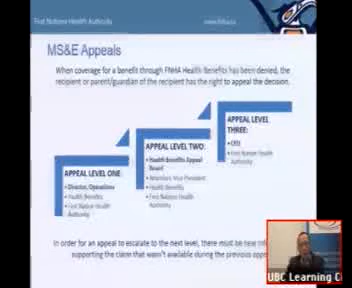 First Nations Health Authority
www.fnha.ca
MS&E Appeals
When coverage for a benefit through FNHA Health Benefits has been denied, the
recipient or parent/guardian of the recipient has the right to appeal the decision.
APPEAL LEVEL ONE:
• Director, Operations
• Health Benefits
• First Nation Health
Authority
APPEAL LEVEL TWO:
• Health Benefits Appeal
Board
• Attention: Vice President
• Health Benefits
• First Nation Health
Authority
APPEAL LEVEL
THREE:
• CEO
• First Nation Health
Authority
In order for an appeal to escalate to the next level, there must be new
supporting the claim that wasn't available during the previous
UBC Learning